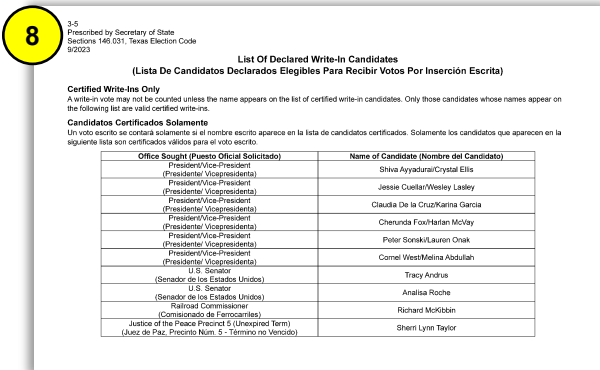 8
3-5
Prescribed by Secretary of State
Sections 146.031, Texas Election Code
9/2023
List Of Declared Write-In Candidates
(Lista De Candidatos Declarados Elegibles Para Recibir Votos Por Inserción Escrita)
Certified Write-Ins Only
A write-in vote may not be counted unless the name appears on the list of certified write-in candidates. Only those candidates whose names appear on
the following list are valid certified write-ins.
Candidatos Certificados Solamente
Un voto escrito se contará solamente si el nombre escrito aparece en la lista de candidatos certificados. Solamente los candidatos que aparecen en la
siguiente lista son certificados válidos para el voto escrito.
Office Sought (Puesto Oficial Solicitado) Name of Candidate (Nombre del Candidato)
President/Vice-President
(Presidente/ Vicepresidenta)
Shiva Ayyadurai/Crystal Ellis
President/Vice-President
(Presidente/ Vicepresidenta)
Jessie Cuellar/Wesley Lasley
President/Vice-President
(Presidente/ Vicepresidenta)
Claudia De la Cruz/Karina Garcia
President/Vice-President
(Presidente/ Vicepresidenta)
Cherunda Fox/Harlan McVay
President/Vice-President
(Presidente/ Vicepresidenta)
Peter Sonski/Lauren Onak
President/Vice-President
(Presidente/ Vicepresidenta)
Cornel West/Melina Abdullah
U.S. Senator
(Senador de los Estados Unidos)
Tracy Andrus
U.S. Senator
(Senador de los Estados Unidos)
Analisa Roche
Railroad Commissioner
(Comisionado de Ferrocarriles)
Richard McKibbin
Justice of the Peace Precinct 5 (Unexpired Term)
(Juez de Paz, Precinto Núm. 5 - Término no Vencido)
Sherri Lynn Taylor